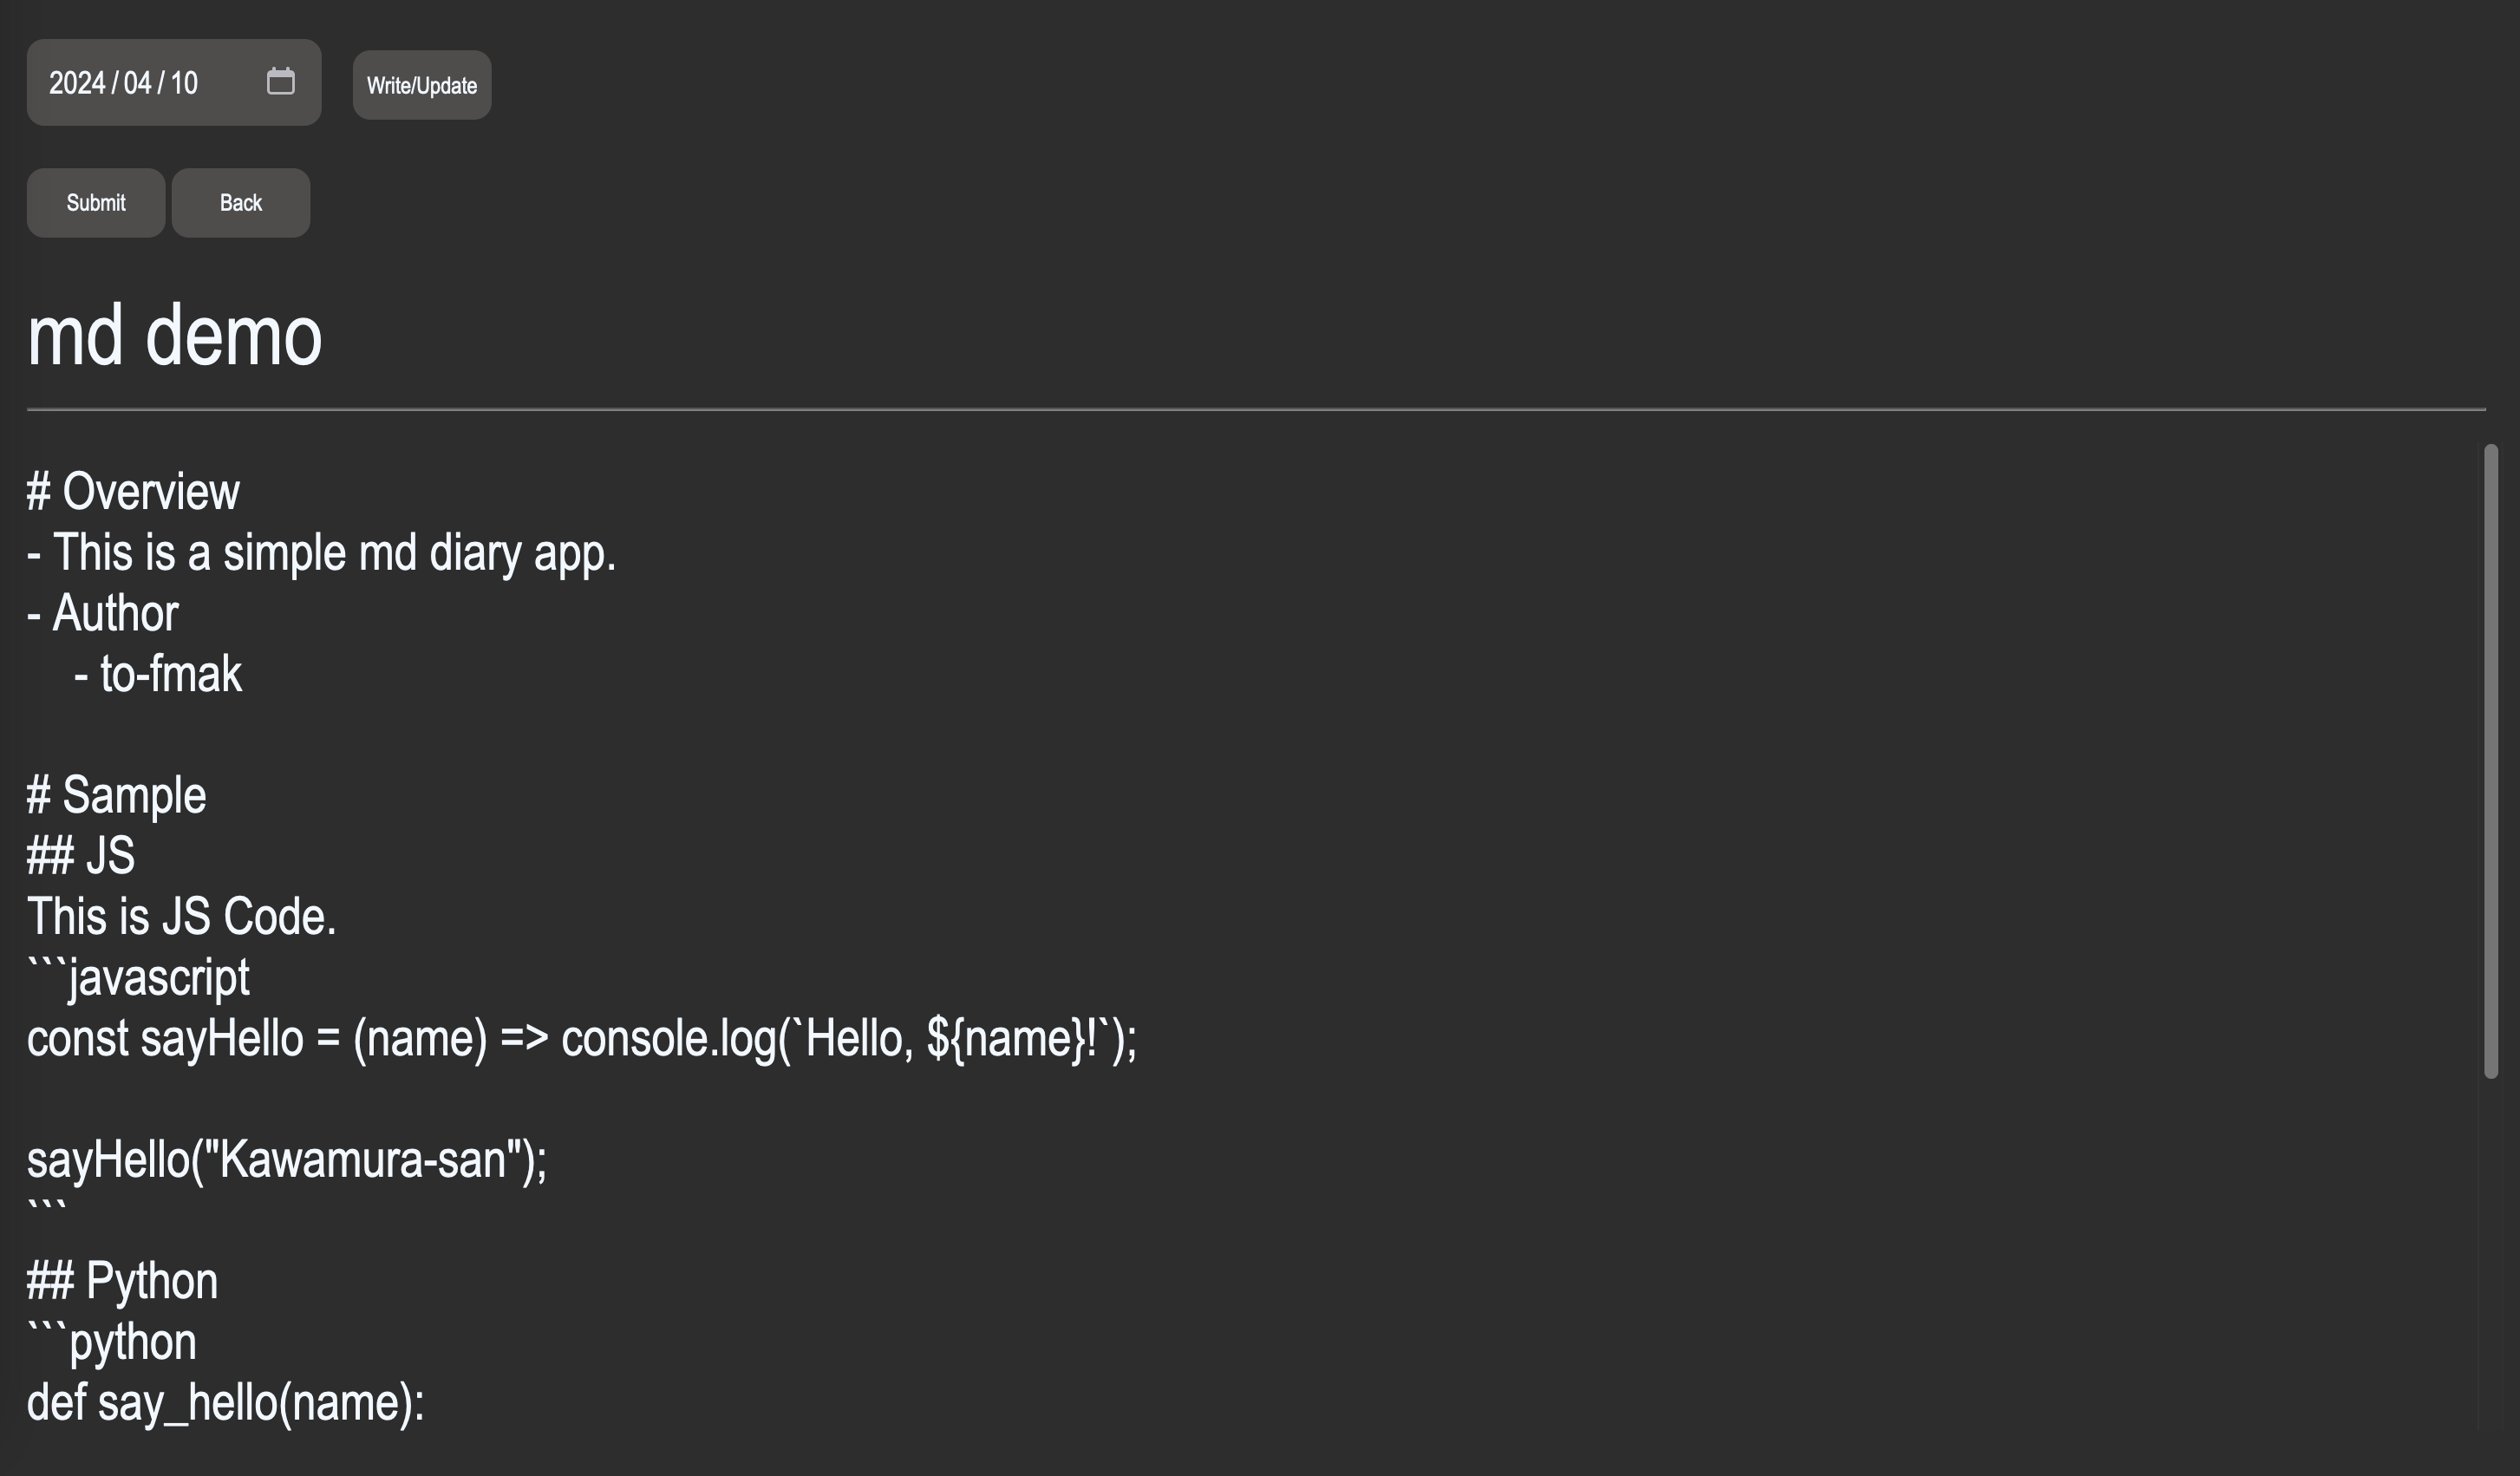 2024/04/10
Write/Update
Submit
Back
md demo
# Overview
- This is a simple md diary app.
- Author
    - to-fmak

# Sample
## JS
This is JS Code.
```javascript
const sayHello = (name) => console.log(`Hello, ${name}!`);

sayHello("Kawamura-san");
```
## Python
```python
def say_hello(name):